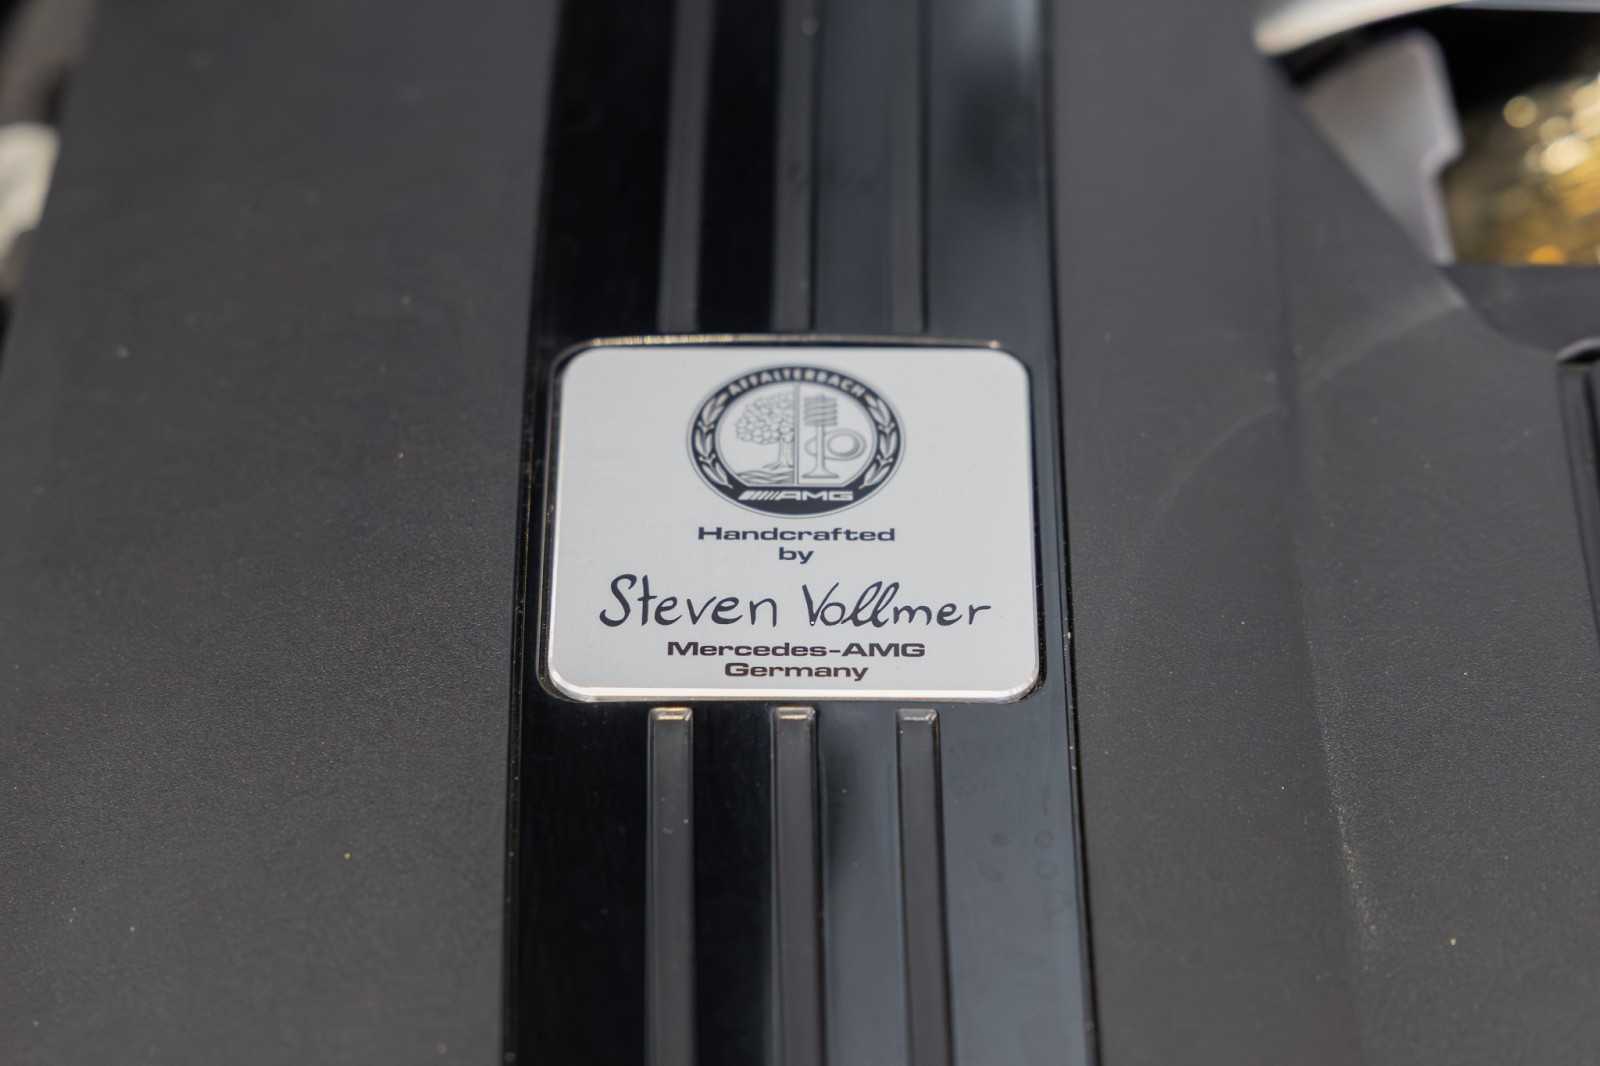 AFFALTERBACH
AMG
Handcrafted
by
Steven Vollmer
Mercedes-AMG
Germany